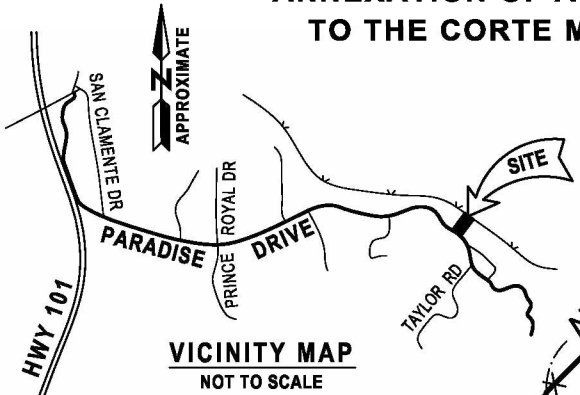 TO THE CORTE M
SAN CLAMENTE DR
N
APPROXIMATE
SITE
PARADISE DRIVE
PRINCE ROYAL DR
TAYLOR RD
HWY 101
VICINITY MAP
NOT TO SCALE